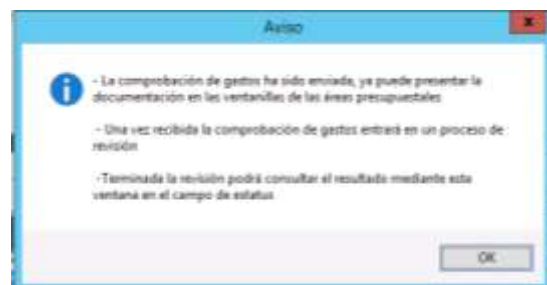 Aviso
- La comprobación de gastos ha sido enviada, ya puede presentar la
documentación en las ventanillas de las áreas presupuestales
- Una vez recibida la comprobación de gastos entrará en un proceso de
revisión
-Terminada la revisión podrá consultar el resultado mediante esta
ventana en el campo de estatus
OK